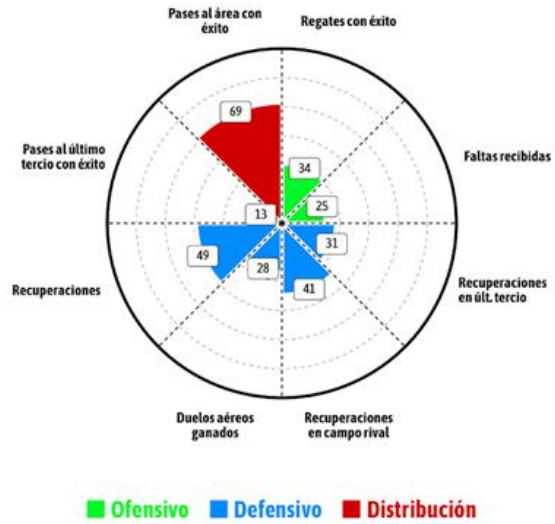 Pases al área con
éxito
Regates con éxito
69
34
Pases al último
tercio con éxito
Faltas recibidas
13
25
49
28
41
31
Recuperaciones
Recuperaciones
en últ. tercio
Duelos aéreos
ganados
Recuperaciones
en campo rival
Ofensivo Defensivo Distribución